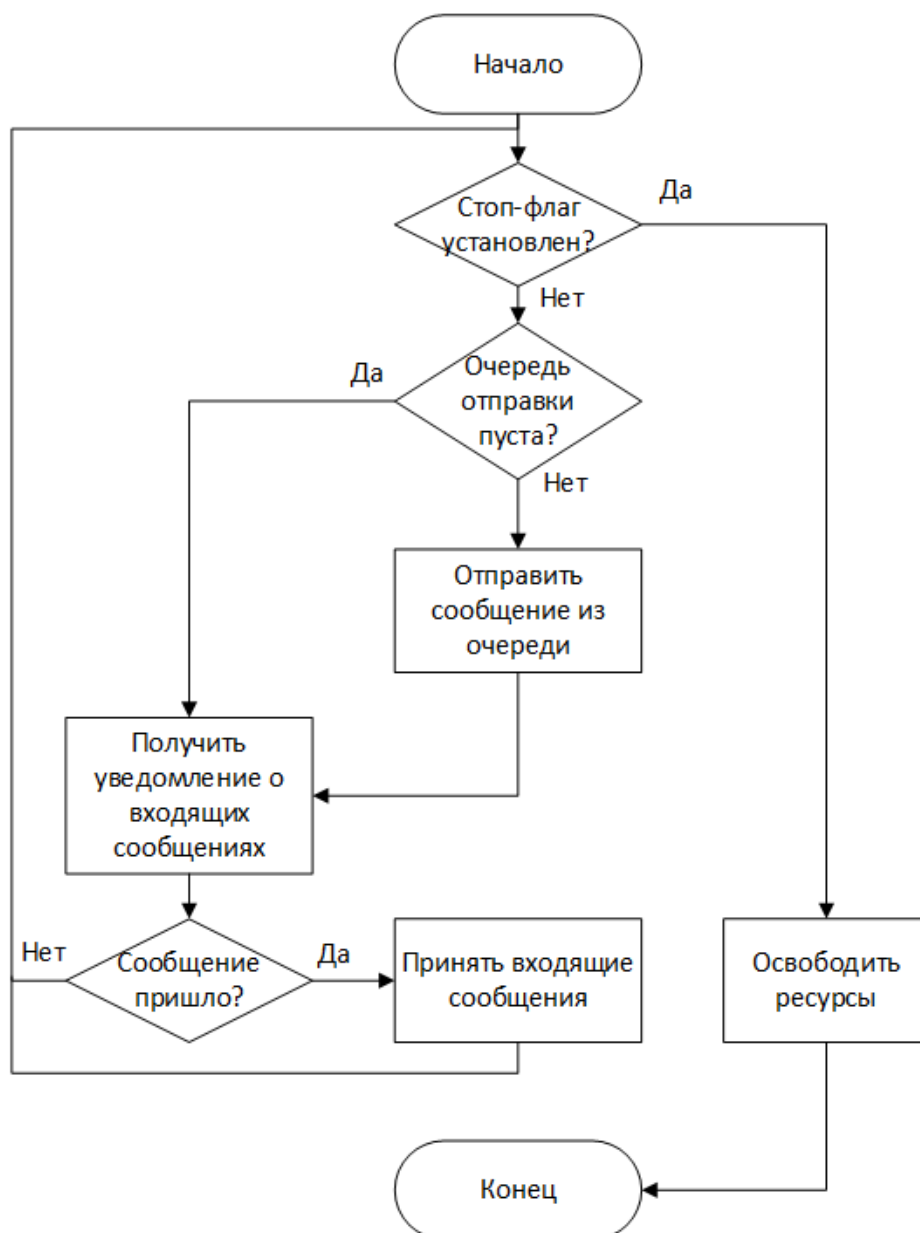 Начало
Стоп-флаг
установлен?
Да
Нет
Очередь
отправки
пуста?
Да
Нет
Отправить
сообщение из
очереди
Получить
уведомление о
входящих
сообщениях
Нет
Сообщение
пришло?
Да
Принять входящие
сообщения
Освободить
ресурсы
Конец